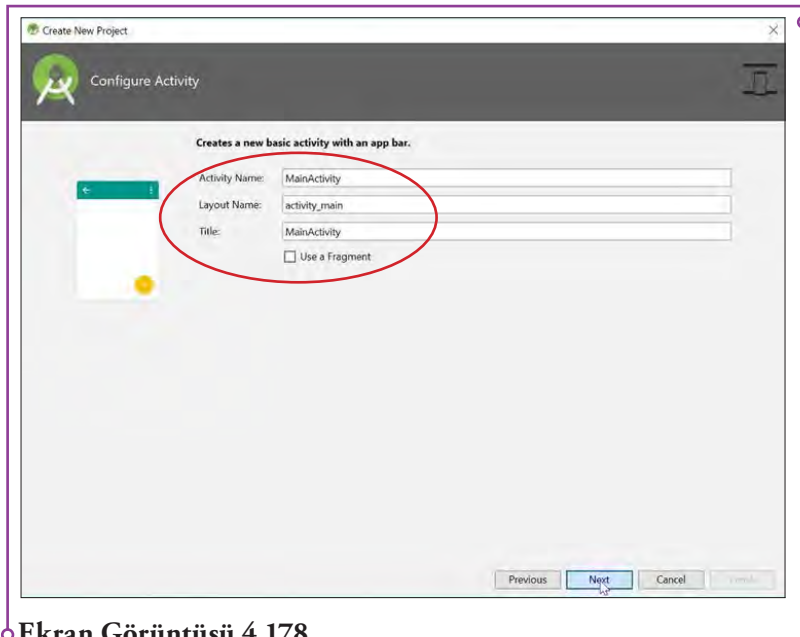 Create New Project
Configure Activity
Creates a new basic activity with an app bar.
Activity Name: MainActivity
Layout Name: activity_main
Title: MainActivity
Use a Fragment
Previous Next Cancel
Ekran Görüntüsü 4.178